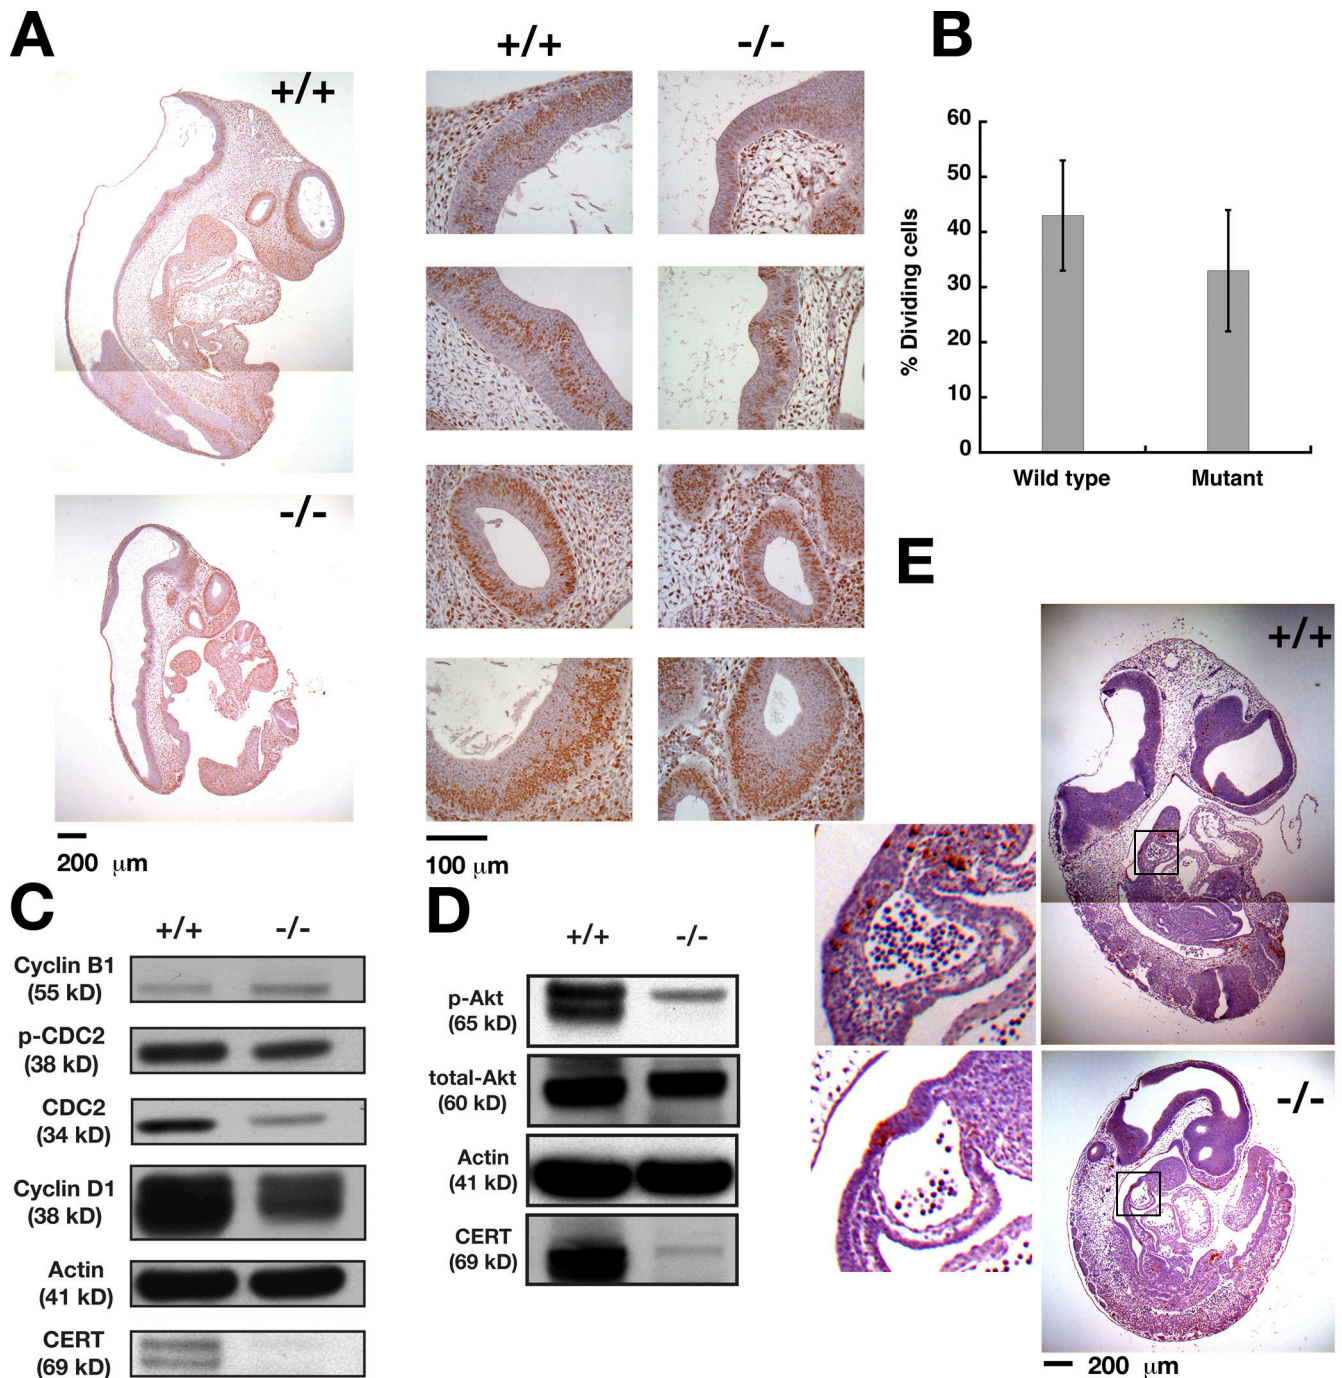 A
+/+
-/-
200 μm
+/+ -/-
100 μm
B
60
50
40
30
20
10
0
% Dividing cells
Wild type Mutant
C
+/+ -/-
Cyclin B1
(55 kD)
p-CDC2
(38 kD)
CDC2
(34 kD)
Cyclin D1
(38 kD)
Actin
(41 kD)
CERT
(69 kD)
D
+/+ -/-
p-Akt
(65 kD)
total-Akt
(60 kD)
Actin
(41 kD)
CERT
(69 kD)
E
+/+
-/-
200 μm